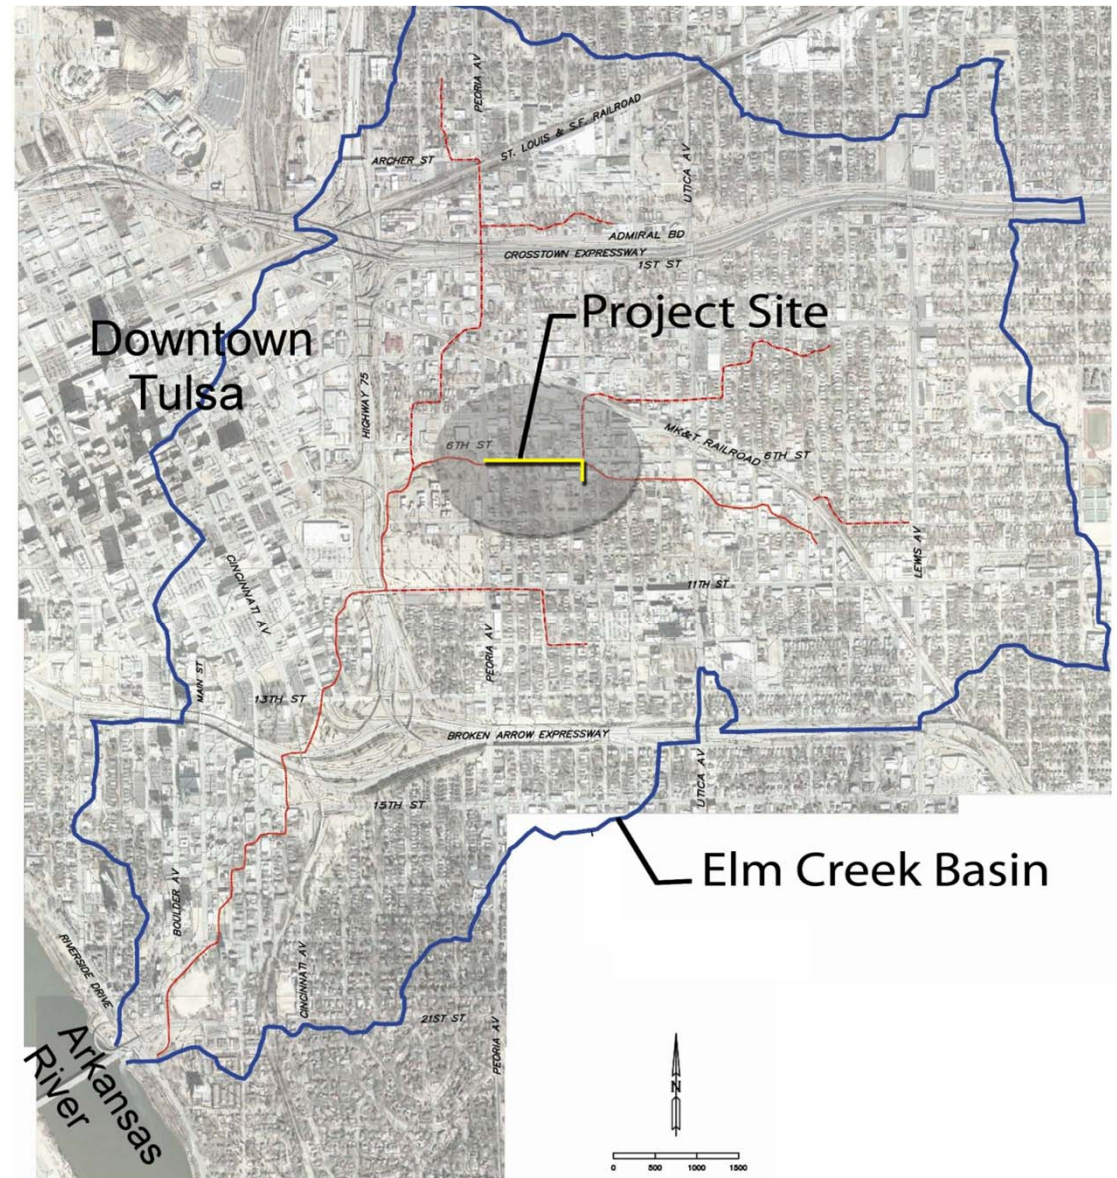 PEORIA AV
ST. LOUIS & S.F. RAILROAD
ARCHER ST
UTICA AV
ADMIRAL BD
CROSSTOWN EXPRESSWAY
1ST ST
Project Site
Downtown
Tulsa
HIGHWAY 75
6TH ST
MK&T. RAILROAD
6TH ST
LEWIS AV
CINCINNATI AV
11TH ST
PEORIA AV
MAIN ST
13TH ST
BROKEN ARROW EXPRESSWAY
UTICA AV
15TH ST
Elm Creek Basin
BOULDER AV
RIVERSIDE DRIVE
CINCINNATI AV
21ST ST
PEORIA AV
Arkansas
River
N
0 500 1000 1500